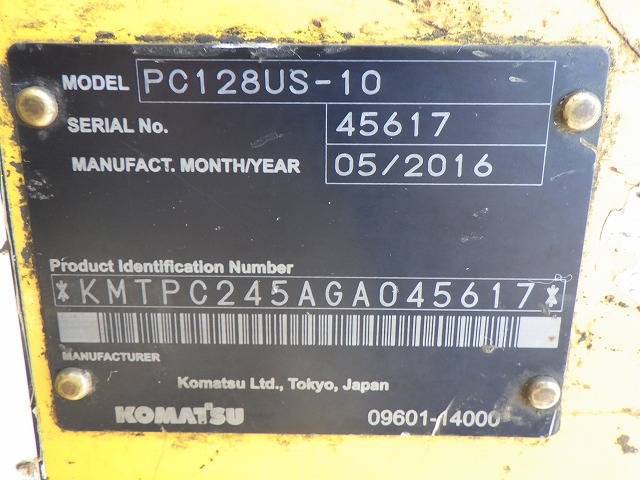 MODEL PC128US-10
SERIAL No. 45617
MANUFACT. MONTH/YEAR 05/2016
Product Identification Number
*KMTPC245AGA045617*
MANUFACTURER
Komatsu Ltd., Tokyo, Japan
KOMATSU 09601-14000